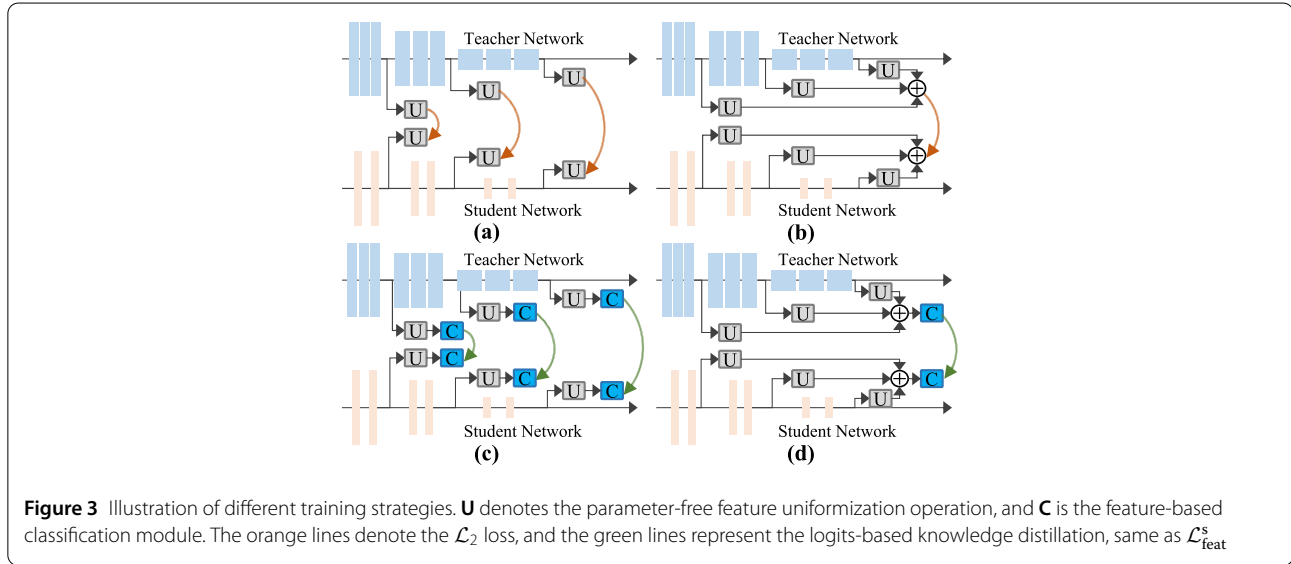 Teacher Network
Teacher Network
U
U
U
U
U
U
U
U
U
U
U
U
Student Network
Student Network
(a)
(b)
Teacher Network
Teacher Network
U C
U C
U C
U C
U C
U C
U
U
C
U
U
U
C
U
Student Network
Student Network
(c)
(d)
Figure 3 Illustration of different training strategies. U denotes the parameter-free feature uniformization operation, and C is the feature-based
classification module. The orange lines denote the ℒ₂ loss, and the green lines represent the logits-based knowledge distillation, same as ℒˢ_feat